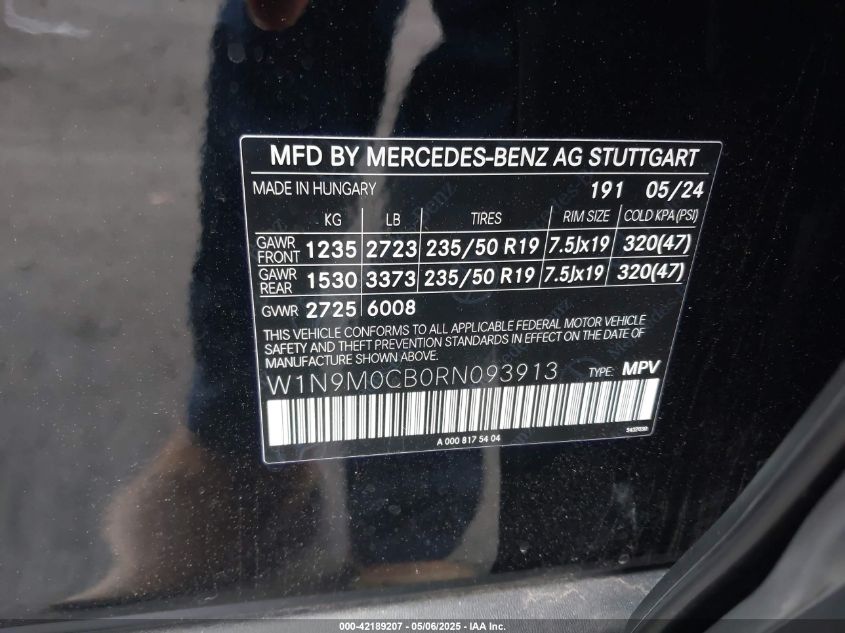 MFD BY MERCEDES-BENZ AG STUTTGART
MADE IN HUNGARY 191 05/24
KG LB TIRES RIM SIZE COLD KPA (PSI)
GAWR FRONT 1235 2723 235/50 R19 7.5Jx19 320(47)
GAWR REAR 1530 3373 235/50 R19 7.5Jx19 320(47)
GVWR 2725 6008
THIS VEHICLE CONFORMS TO ALL APPLICABLE FEDERAL MOTOR VEHICLE
SAFETY AND THEFT PREVENTION STANDARDS IN EFFECT ON THE DATE OF
MANUFACTURE SHOWN ABOVE.
W1N9M0CB0RN093913 TYPE: MPV
A 000 817 54 04
000-42189207 - 05/06/2025 - IAA Inc.